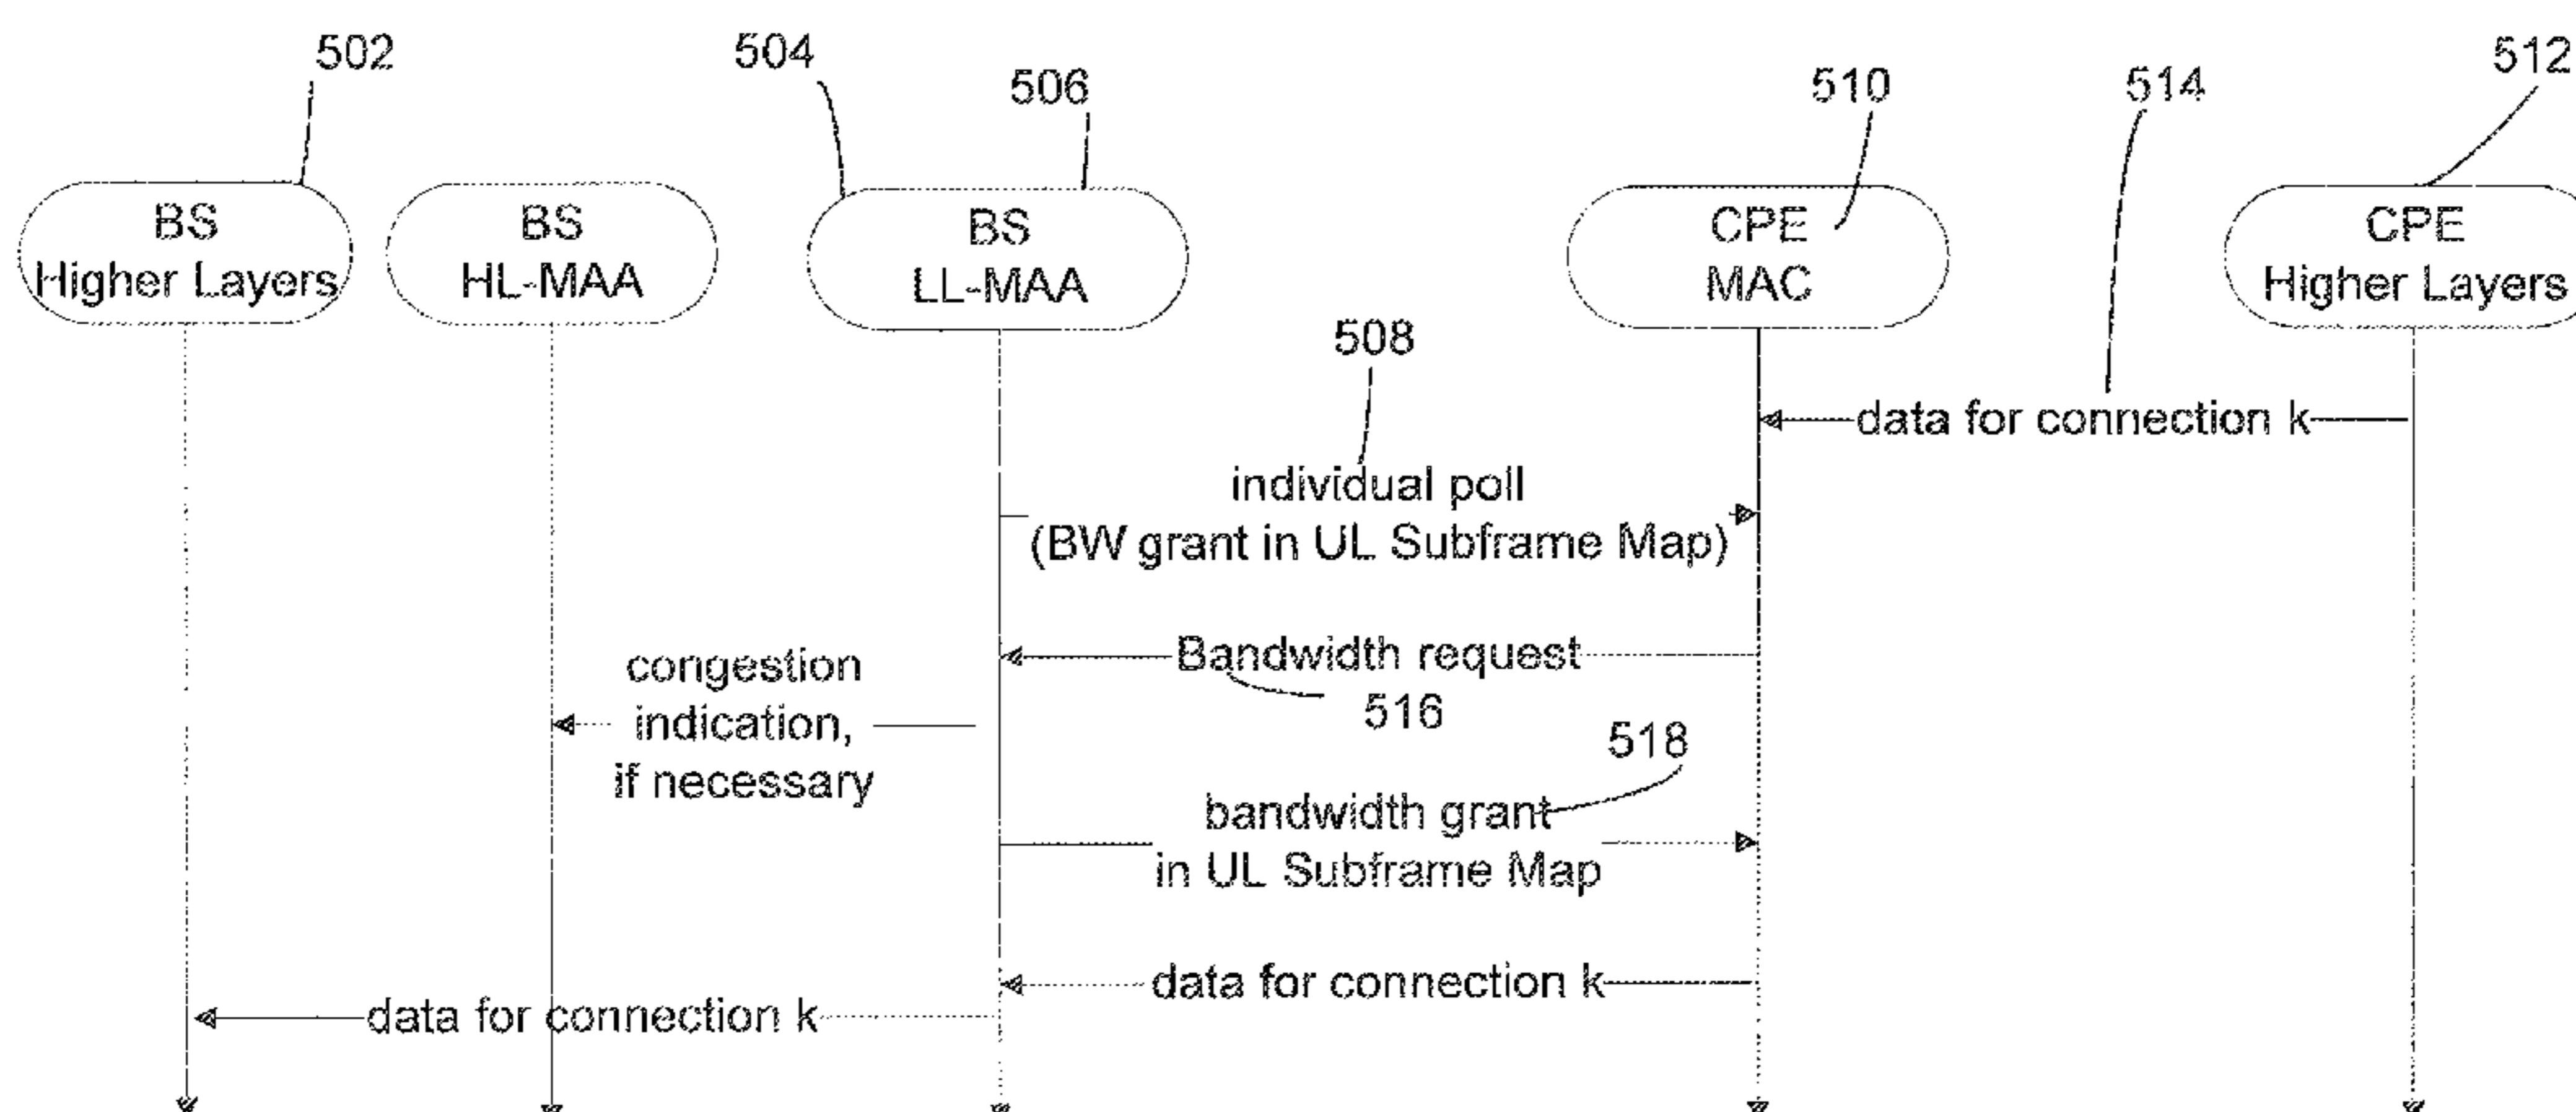 502
504
506
510
514
512
BS
Higher Layers
BS
HL-MAA
BS
LL-MAA
CPE
MAC
CPE
Higher Layers
508
data for connection k
individual poll
(BW grant in UL Subframe Map)
Bandwidth request
516
congestion
indication,
if necessary
518
bandwidth grant
in UL Subframe Map
data for connection k
data for connection k